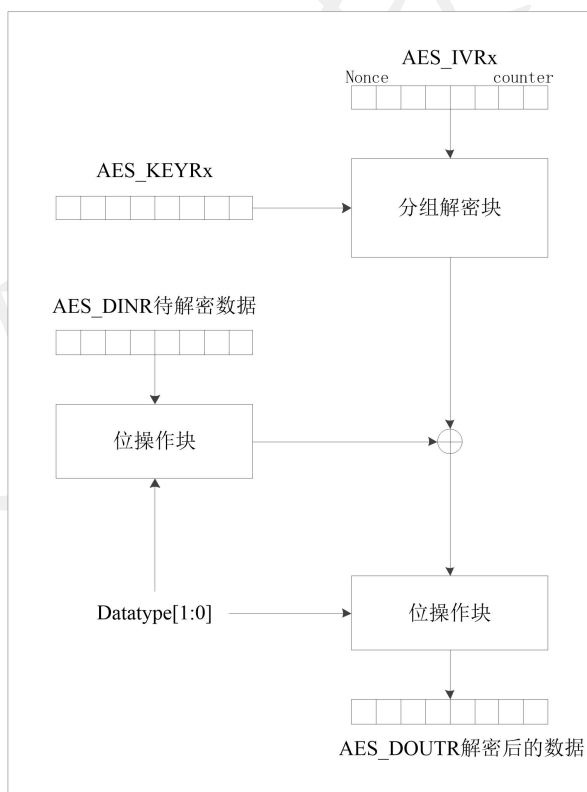 AES_IVRx
Nonce counter
AES_KEYRx
分组解密块
AES_DINR待解密数据
位操作块
Datatype[1:0]
位操作块
AES_DOUTR解密后的数据